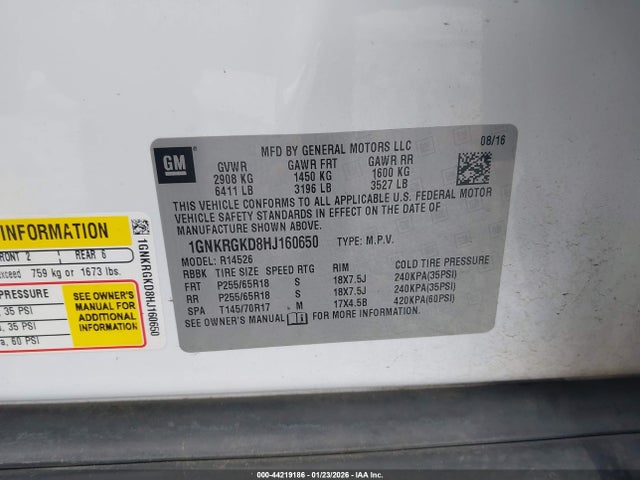 GM
MFD BY GENERAL MOTORS LLC
08/16
GVWR GAWR FRT GAWR RR
2908 KG 1450 KG 1600 KG
6411 LB 3196 LB 3527 LB
THIS VEHICLE CONFORMS TO ALL APPLICABLE U.S. FEDERAL MOTOR
VEHICLE SAFETY STANDARDS IN EFFECT ON THE DATE OF
MANUFACTURE SHOWN ABOVE.
1GNKRGKD8HJ160650 TYPE: M.P.V.
MODEL: R14526
RBBK TIRE SIZE SPEED RTG RIM COLD TIRE PRESSURE
FRT P255/65R18 S 18X7.5J 240KPA(35PSI)
RR P255/65R18 S 18X7.5J 240KPA(35PSI)
SPA T145/70R17 M 17X4.5B 420KPA(60PSI)
SEE OWNER'S MANUAL FOR MORE INFORMATION.
INFORMATION
FRONT 2 REAR 6
exceed 759 kg or 1673 lbs.
PRESSURE
35 PSI
35 PSI
a, 60 PSI
SEE OWNER'S
MANUAL FOR
ADDITIONAL
INFORMATION
1GNKRGKD8HJ160650
000-44219186 - 01/23/2026 - IAAI.COM